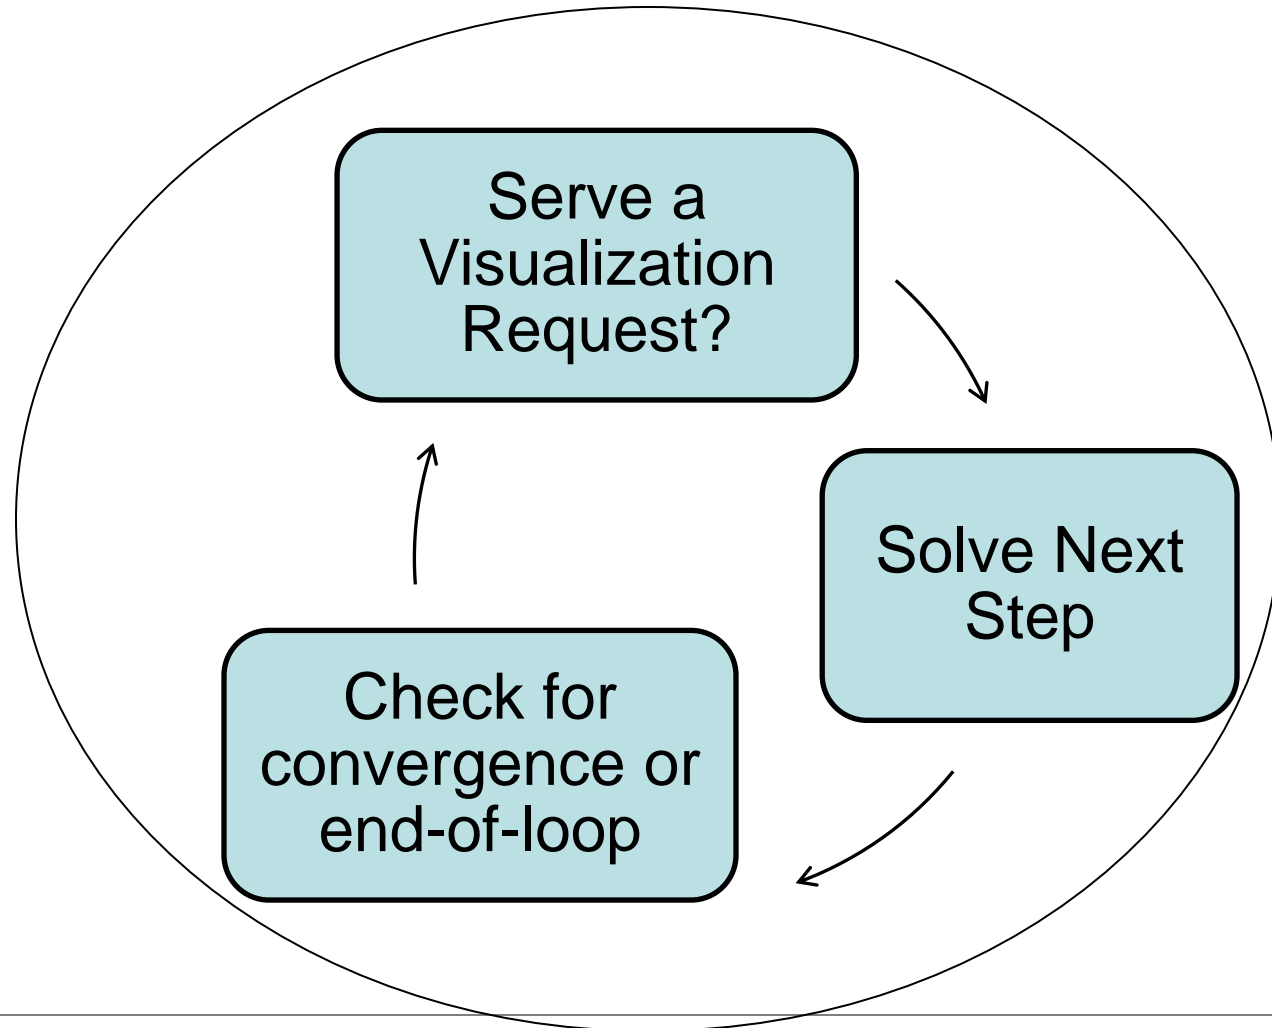 Serve a
Visualization
Request?
Solve Next
Step
Check for
convergence or
end-of-loop